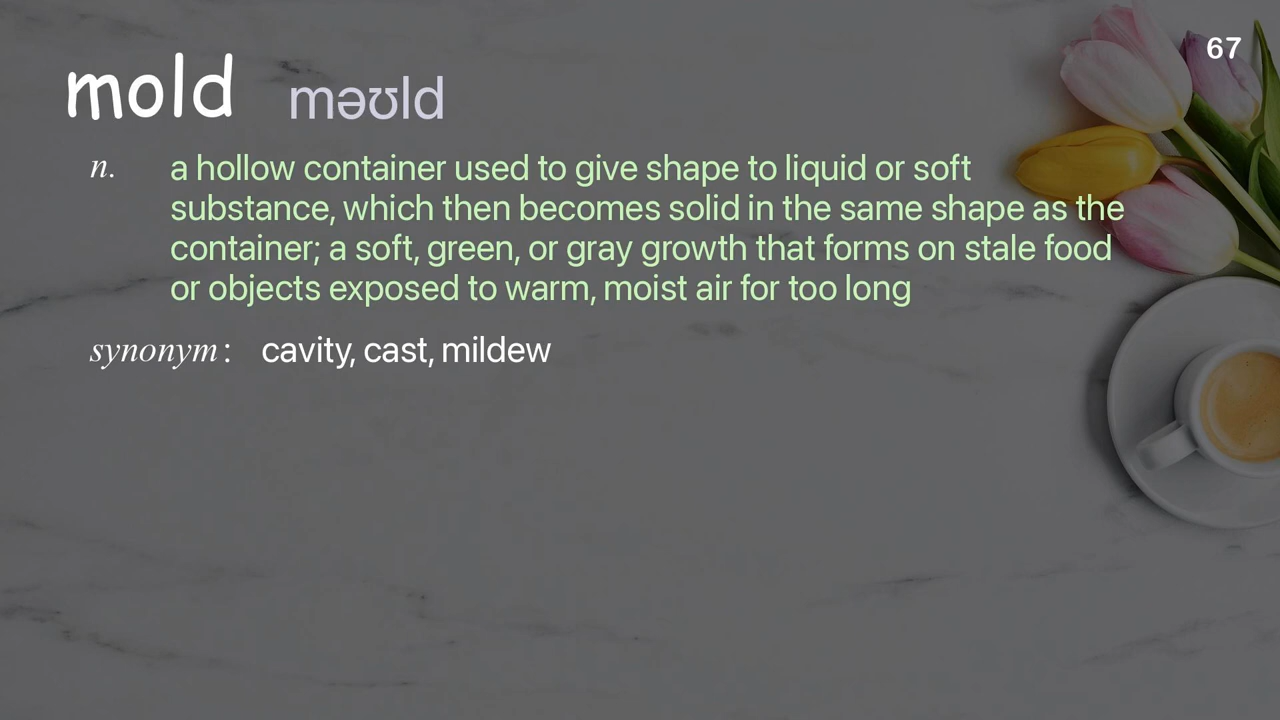 67
mold məʊld
n. a hollow container used to give shape to liquid or soft
substance, which then becomes solid in the same shape as the
container; a soft, green, or gray growth that forms on stale food
or objects exposed to warm, moist air for too long
synonym: cavity, cast, mildew